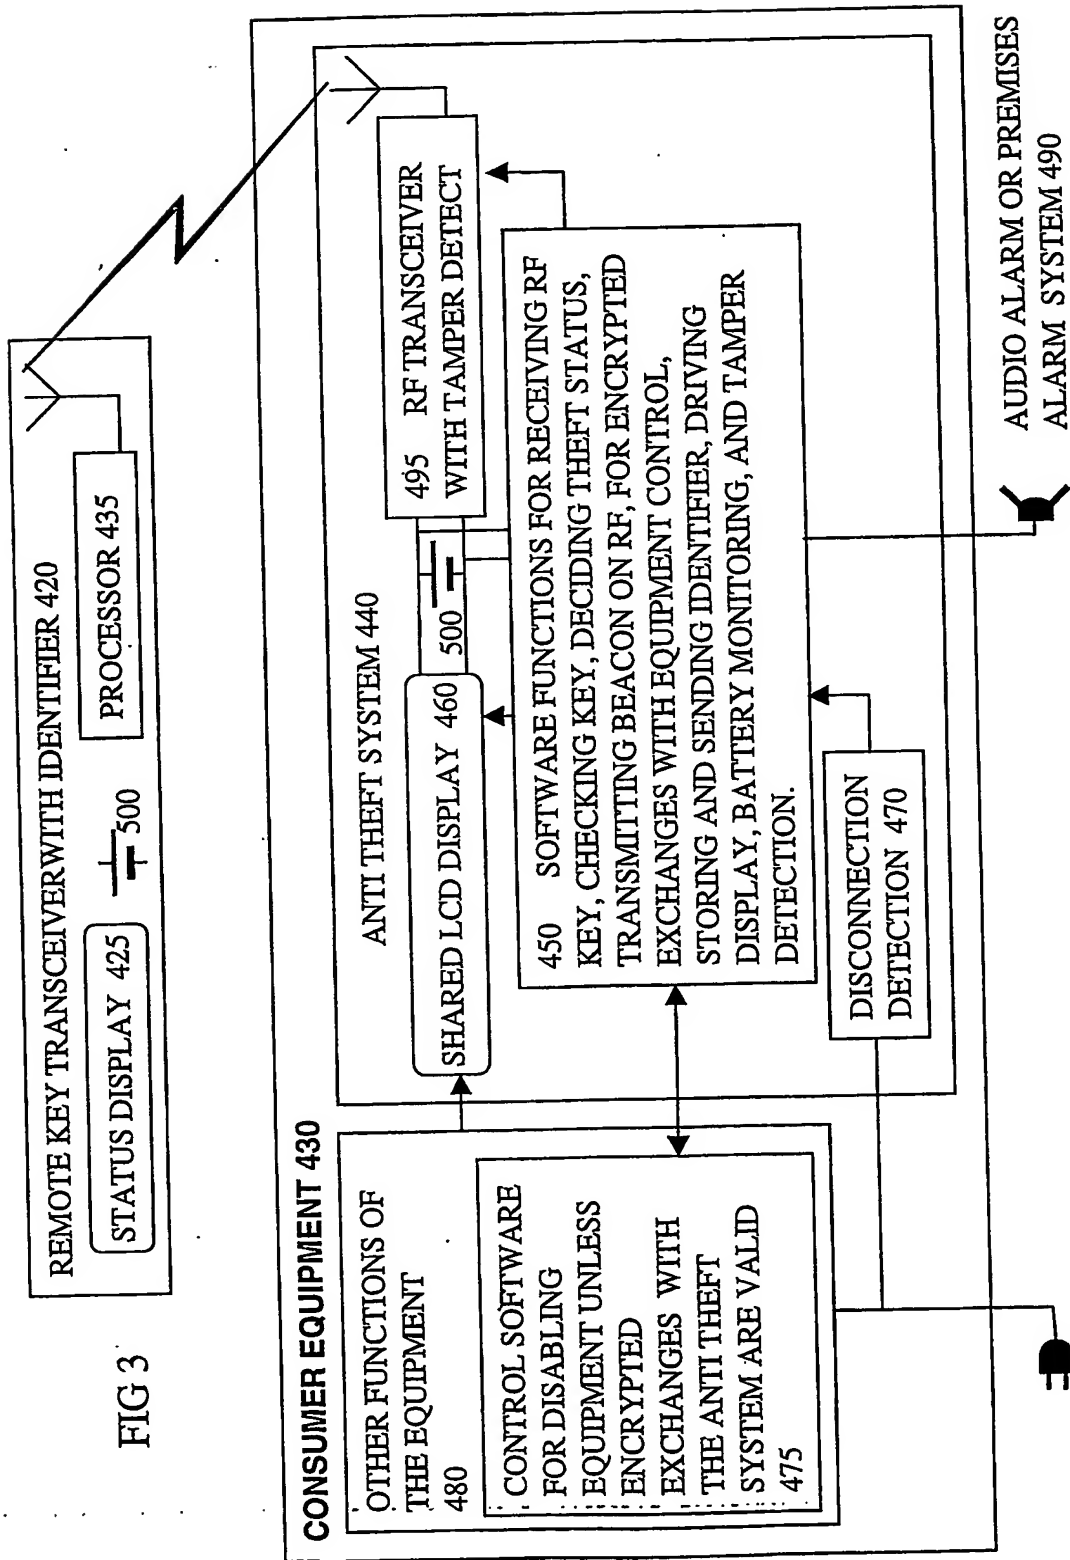 FIG 3
REMOTE KEY TRANSCEIVERWITH IDENTIFIER 420
STATUS DISPLAY 425
500
PROCESSOR 435
CONSUMER EQUIPMENT 430
OTHER FUNCTIONS OF
THE EQUIPMENT
480
CONTROL SOFTWARE
FOR DISABLING
EQUIPMENT UNLESS
ENCRYPTED
EXCHANGES WITH
THE ANTI THEFT
SYSTEM ARE VALID
475
ANTI THEFT SYSTEM 440
SHARED LCD DISPLAY 460
500
495 RF TRANSCEIVER
WITH TAMPER DETECT
450 SOFTWARE FUNCTIONS FOR RECEIVING RF
KEY, CHECKING KEY, DECIDING THEFT STATUS,
TRANSMITTING BEACON ON RF, FOR ENCRYPTED
EXCHANGES WITH EQUIPMENT CONTROL,
STORING AND SENDING IDENTIFIER, DRIVING
DISPLAY, BATTERY MONITORING, AND TAMPER
DETECTION.
DISCONNECTION
DETECTION 470
AUDIO ALARM OR PREMISES
ALARM SYSTEM 490